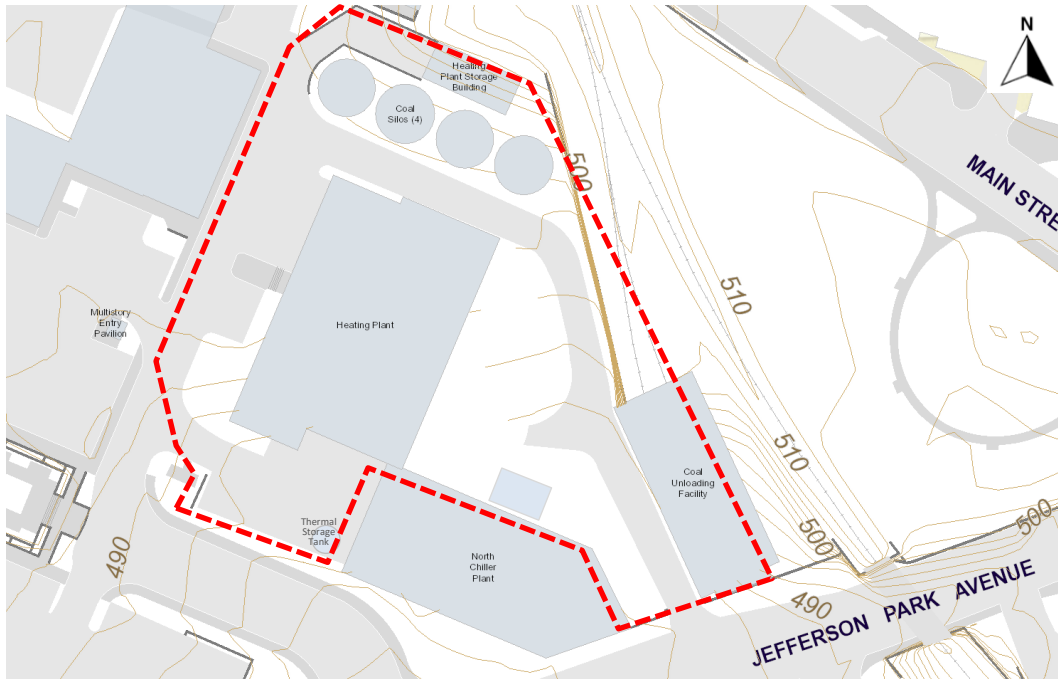 N
Heating
Plant Storage
Building
Coal
Silos (4)
500
MAIN STRE
510
Multistory
Entry
Pavilion
Heating Plant
510
Coal
Unloading
Facility
Thermal
Storage
Tank
North
Chiller
Plant
490
500
500
490
JEFFERSON PARK AVENUE